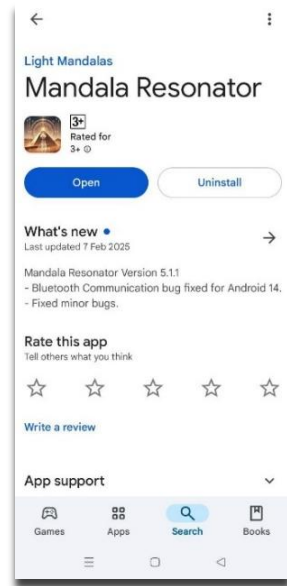 Light Mandalas
Mandala Resonator
3+
Rated for
3+
Open
Uninstall
What's new
Last updated 7 Feb 2025
Mandala Resonator Version 5.1.1
- Bluetooth Communication bug fixed for Android 14.
- Fixed minor bugs.
Rate this app
Tell others what you think
Write a review
App support
Games Apps Search Books